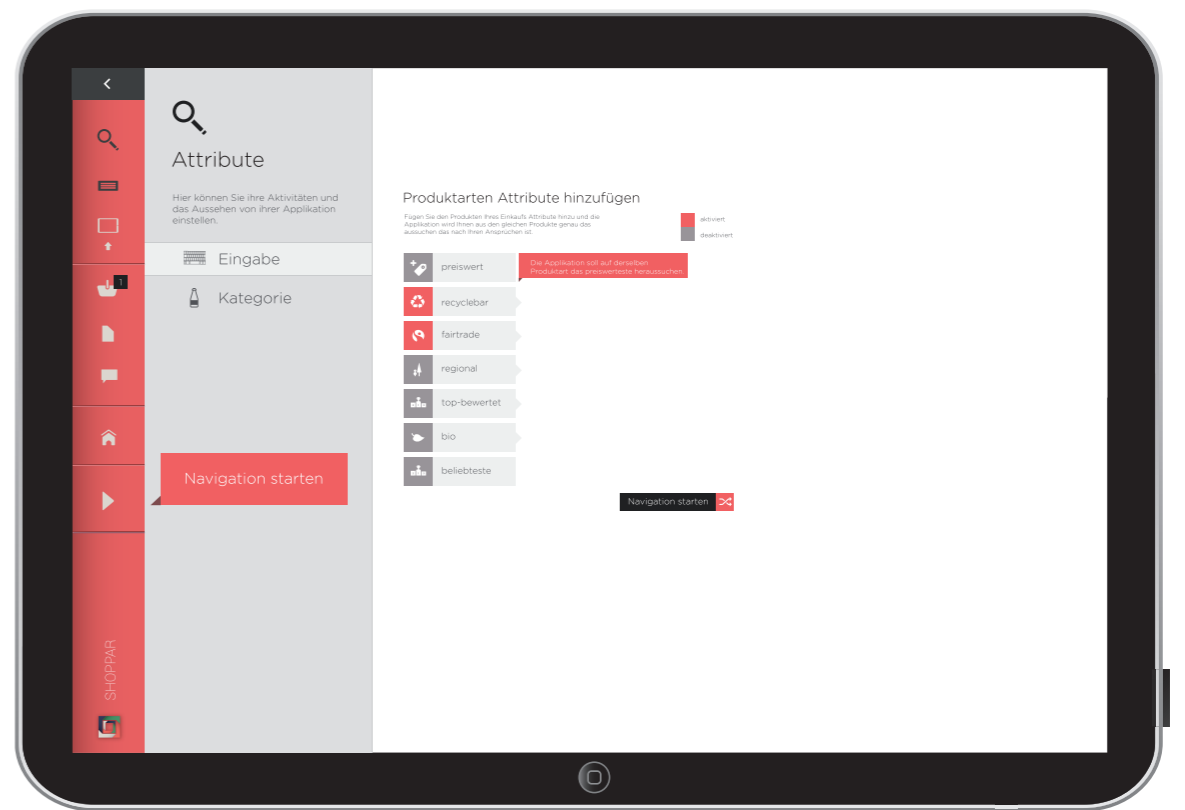 1
SHOPPAR
Attribute
Hier können Sie ihre Aktivitäten und
das Aussehen von ihrer Applikation
einstellen.
Eingabe
Kategorie
Navigation starten
Produktarten Attribute hinzufügen
Fügen Sie den Produkten Ihres Einkaufs Attribute hinzu und die
Applikation wird Ihnen aus den gleichen Produkte genau das
aussuchen das nach Ihren Ansprüchen ist.
aktiviert
deaktiviert
preiswert
Die Applikation soll auf derselben
Produktart das preiswerteste heraussuchen
recyclebar
fairtrade
regional
top-bewertet
bio
beliebteste
Navigation starten